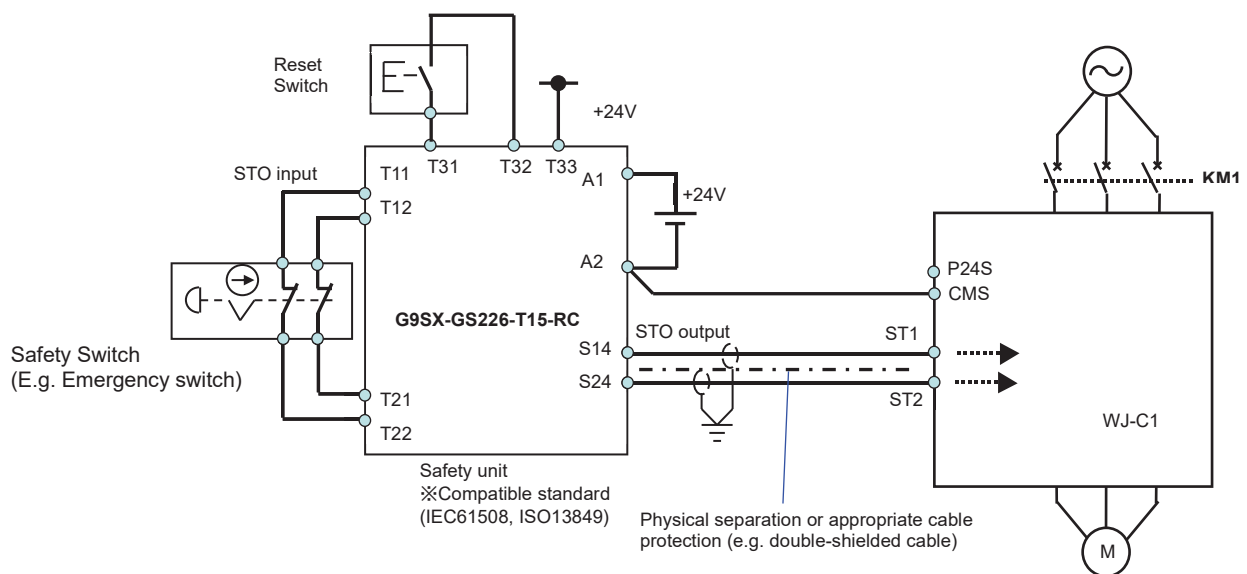 Reset
Switch
+24V
T31
T32
T33
STO input
T11
T12
A1
+24V
A2
KM1
P24S
CMS
G9SX-GS226-T15-RC
STO output
ST1
S14
S24
ST2
Safety Switch
(E.g. Emergency switch)
T21
T22
WJ-C1
Safety unit
※Compatible standard
(IEC61508, ISO13849)
Physical separation or appropriate cable
protection (e.g. double-shielded cable)
M